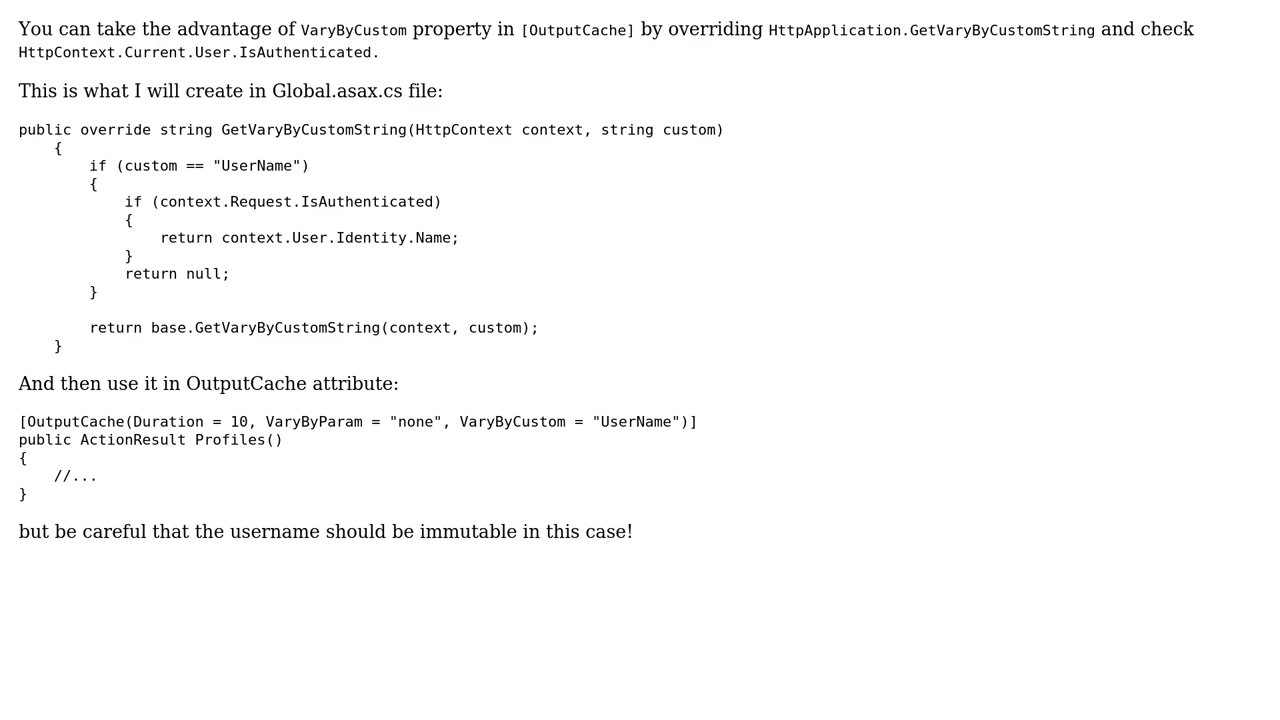 You can take the advantage of VaryByCustom property in [OutputCache] by overriding HttpApplication.GetVaryByCustomString and check
HttpContext.Current.User.IsAuthenticated.
This is what I will create in Global.asax.cs file:
public override string GetVaryByCustomString(HttpContext context, string custom)
    {
        if (custom == "UserName")
        {
            if (context.Request.IsAuthenticated)
            {
                return context.User.Identity.Name;
            }
            return null;
        }

        return base.GetVaryByCustomString(context, custom);
    }
And then use it in OutputCache attribute:
[OutputCache(Duration = 10, VaryByParam = "none", VaryByCustom = "UserName")]
public ActionResult Profiles()
{
    //...
}
but be careful that the username should be immutable in this case!